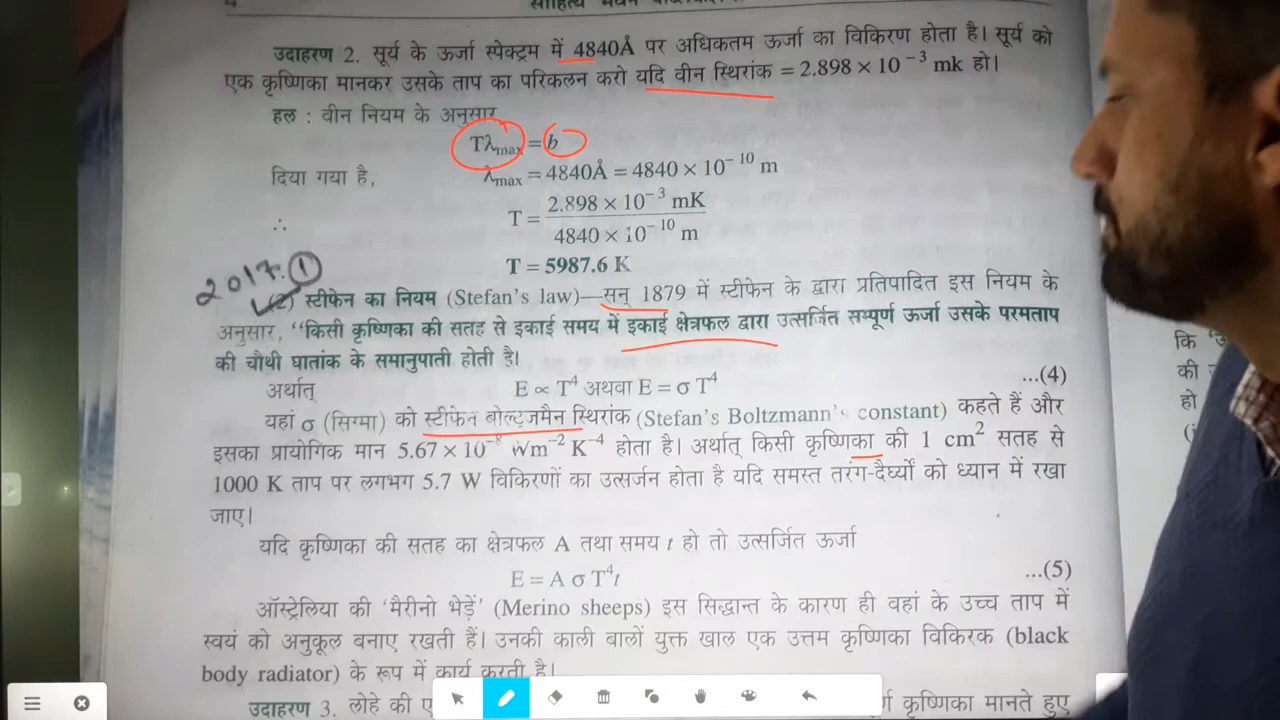 4
उदाहरण 2. सूर्य के ऊर्जा स्पेक्ट्रम में 4840Å पर अधिकतम ऊर्जा का विकिरण होता है। सूर्य को
एक कृष्णिका मानकर उसके ताप का परिकलन करो यदि वीन स्थिरांक = 2.898 × 10⁻³ mk हो।
हल : वीन नियम के अनुसार
Tλmax = b
दिया गया है, λmax = 4840Å = 4840 × 10⁻¹⁰ m
∴ T = 2.898 × 10⁻³ mK
4840 × 10⁻¹⁰ m
T = 5987.6 K
2017. ①
(2) स्टीफेन का नियम (Stefan's law)—सन् 1879 में स्टीफेन के द्वारा प्रतिपादित इस नियम के
अनुसार, ‘‘किसी कृष्णिका की सतह से इकाई समय में इकाई क्षेत्रफल द्वारा उत्सर्जित सम्पूर्ण ऊर्जा उसके परमताप
की चौथी घातांक के समानुपाती होती है।
अर्थात् E ∝ T⁴ अथवा E = σ T⁴ ...(4)
यहां σ (सिग्मा) को स्टीफेन बोल्ट्जमैन स्थिरांक (Stefan's Boltzmann's constant) कहते हैं और
इसका प्रायोगिक मान 5.67 × 10⁻⁸ Wm⁻² K⁻⁴ होता है। अर्थात् किसी कृष्णिका की 1 cm² सतह से
1000 K ताप पर लगभग 5.7 W विकिरणों का उत्सर्जन होता है यदि समस्त तरंग-दैर्घ्यों को ध्यान में रखा
जाए।
यदि कृष्णिका की सतह का क्षेत्रफल A तथा समय t हो तो उत्सर्जित ऊर्जा
E = A σ T⁴t ...(5)
ऑस्ट्रेलिया की 'मैरीनो भेड़ें' (Merino sheeps) इस सिद्धान्त के कारण ही वहां के उच्च ताप में
स्वयं को अनुकूल बनाए रखती हैं। उनकी काली बालों युक्त खाल एक उत्तम कृष्णिका विकिरक (black
body radiator) के रूप में कार्य करती है।
उदाहरण 3. लोहे की कृष्णिका मानते हुए
कि
की
हो